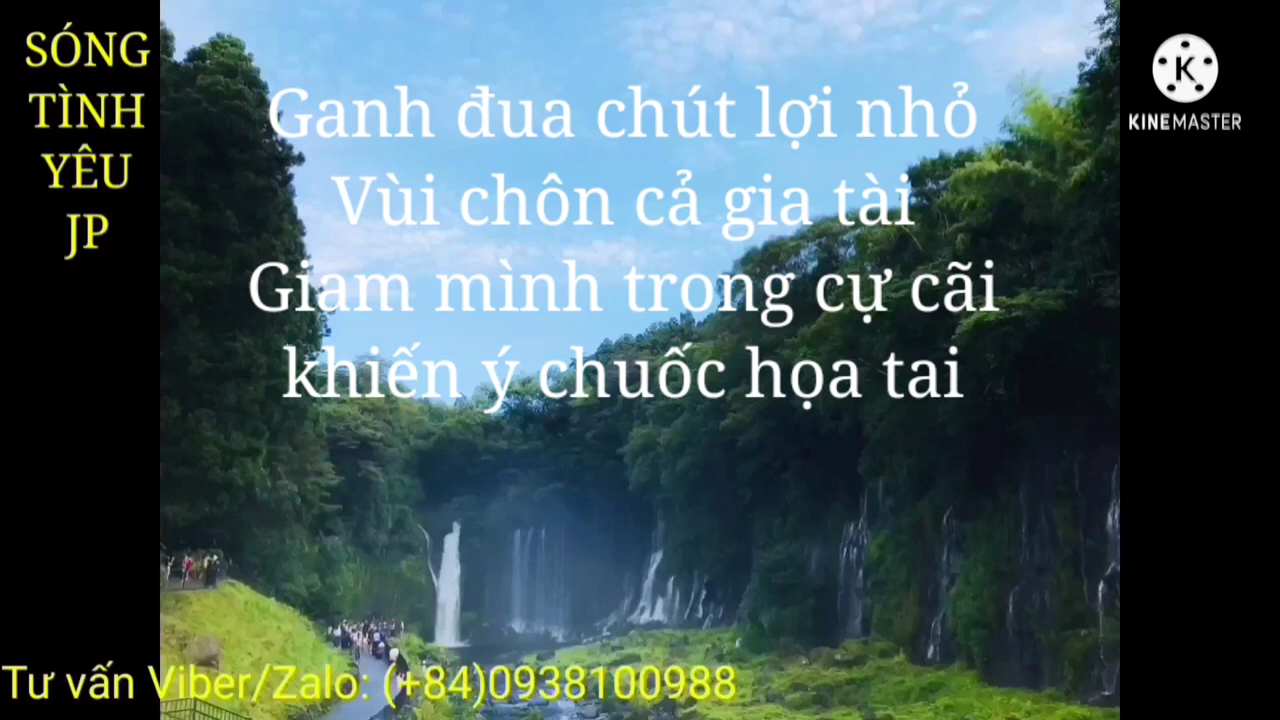 SÓNG
TÌNH
YÊU
JP
Ganh đua chút lợi nhỏ
Vùi chôn cả gia tài
Giam mình trong cự cãi
khiến ý chuốc họa tai
KINEMASTER
Tư vấn Viber/Zalo: (+84)0938100988